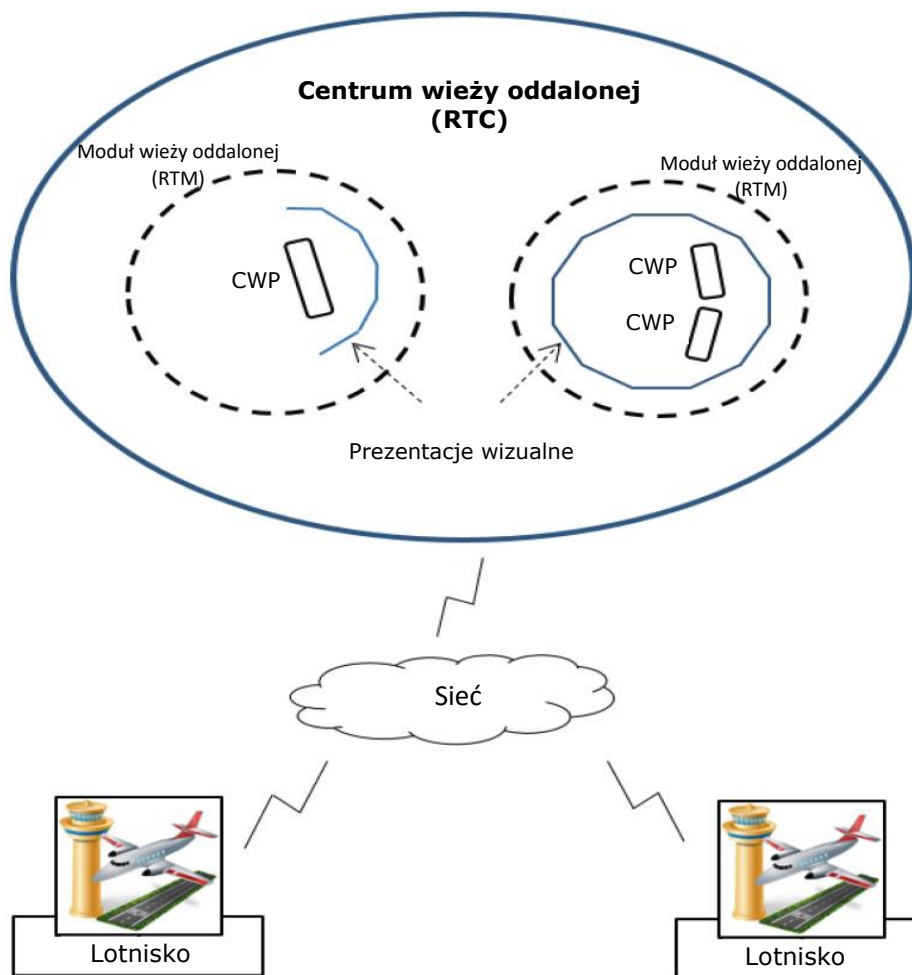 Centrum wieży oddalonej
(RTC)
Moduł wieży oddalonej
(RTM)
Moduł wieży oddalonej
(RTM)
CWP
CWP
CWP
Prezentacje wizualne
Sieć
Lotnisko
Lotnisko